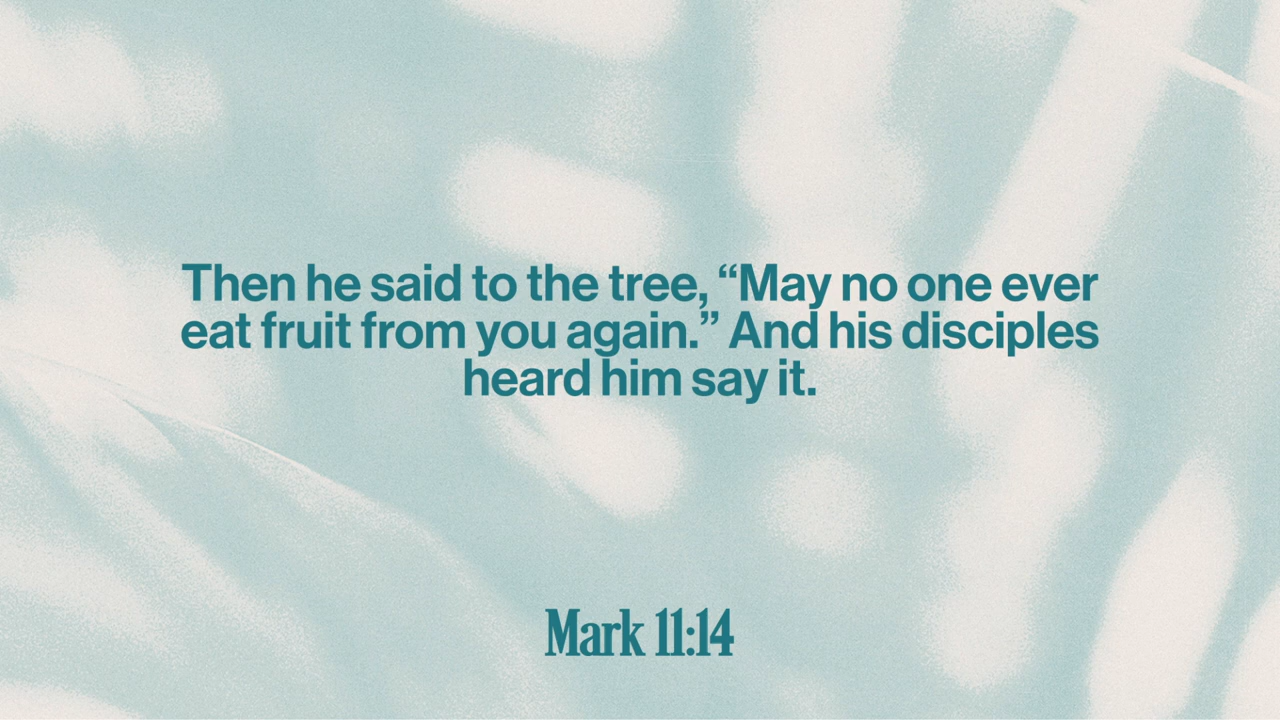 Then he said to the tree, “May no one ever
eat fruit from you again.” And his disciples
heard him say it.
Mark 11:14